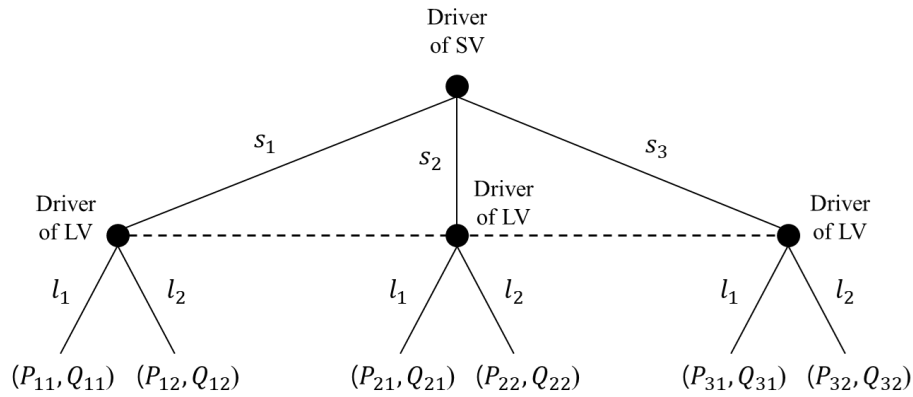 Driver
of SV
s₁
s₂
s₃
Driver
of LV
Driver
of LV
Driver
of LV
l₁
l₂
l₁
l₂
l₁
l₂
(P₁₁, Q₁₁)
(P₁₂, Q₁₂)
(P₂₁, Q₂₁)
(P₂₂, Q₂₂)
(P₃₁, Q₃₁)
(P₃₂, Q₃₂)